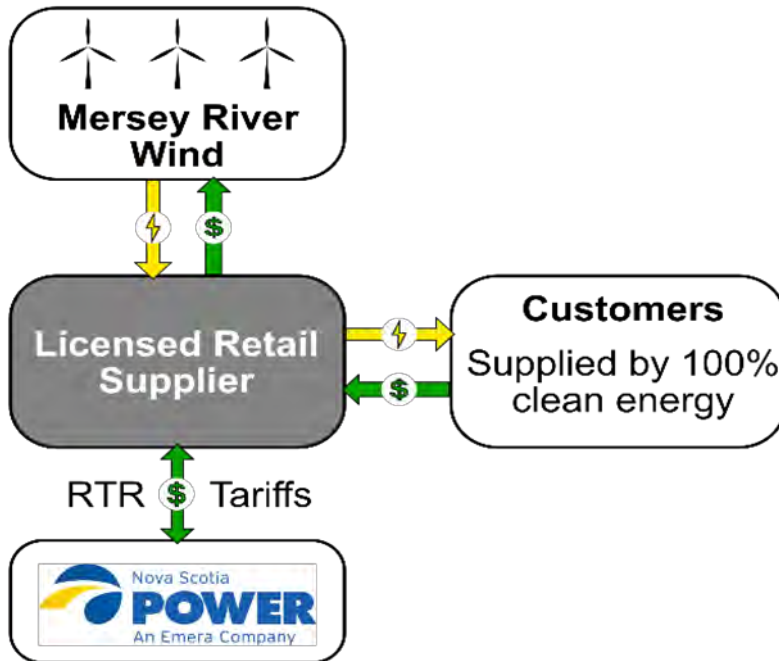 Mersey River
Wind
$
Licensed Retail
Supplier
Customers
Supplied by 100%
clean energy
$
RTR $ Tariffs
Nova Scotia
POWER
An Emera Company